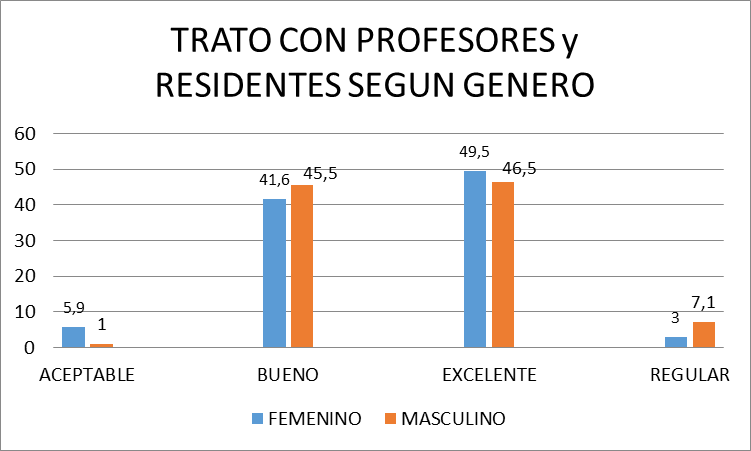 TRATO CON PROFESORES y
RESIDENTES SEGUN GENERO
60
50
40
30
20
10
0
5,9
1
41,6
45,5
49,5
46,5
3
7,1
ACEPTABLE
BUENO
EXCELENTE
REGULAR
FEMENINO
MASCULINO